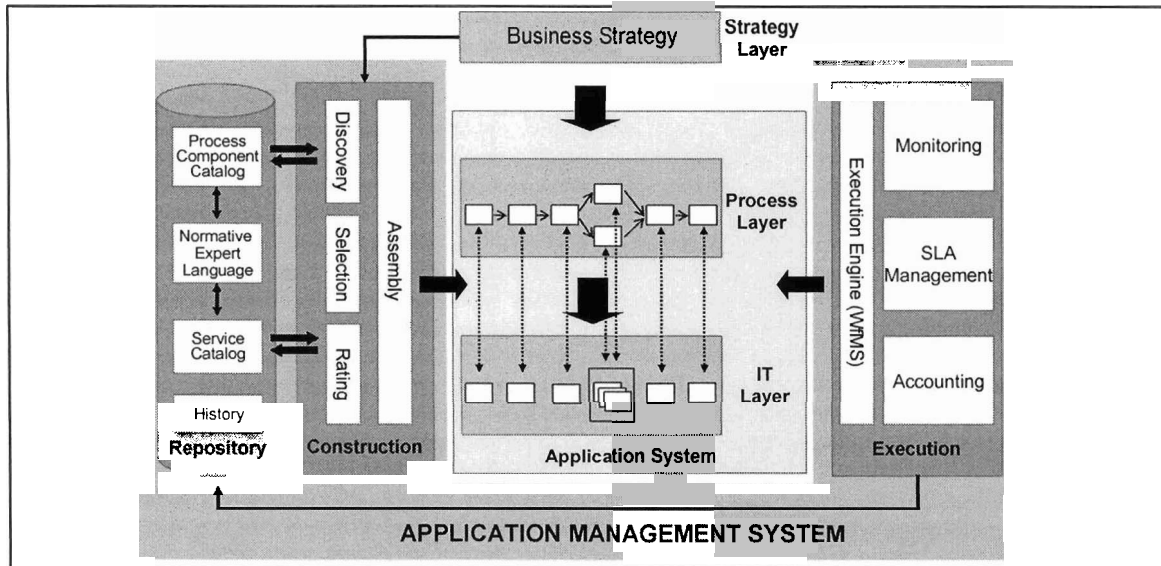 Business Strategy
Strategy
Layer
Process
Component
Catalog
Normative
Expert
Language
Service
Catalog
History
Repository
Discovery
Selection
Rating
Assembly
Construction
Process
Layer
IT
Layer
Application System
Execution Engine (WfMS)
Monitoring
SLA
Management
Accounting
Execution
APPLICATION MANAGEMENT SYSTEM